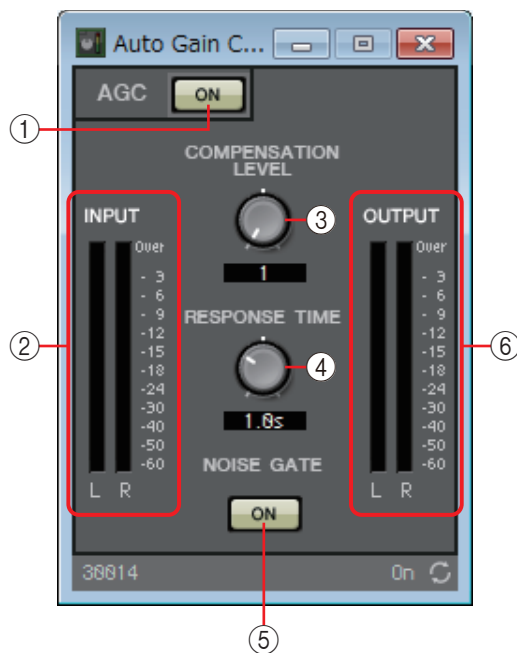 Auto Gain C...
AGC
ON
①
COMPENSATION
LEVEL
③
1
INPUT
Over
- 3
- 6
- 9
-12
-15
-18
-24
-30
-40
-50
-60
L R
②
RESPONSE TIME
④
1.0s
OUTPUT
Over
- 3
- 6
- 9
-12
-15
-18
-24
-30
-40
-50
-60
L R
⑥
NOISE GATE
ON
⑤
30014
On